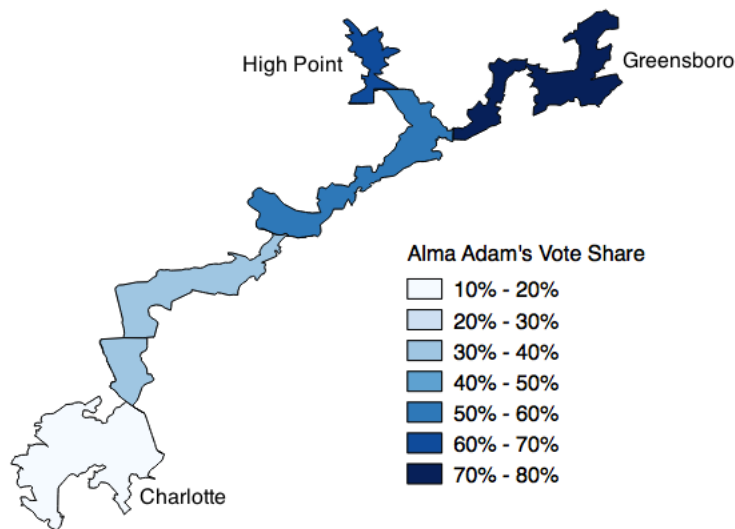 High Point
Greensboro
Alma Adam's Vote Share
10% - 20%
20% - 30%
30% - 40%
40% - 50%
50% - 60%
60% - 70%
70% - 80%
Charlotte